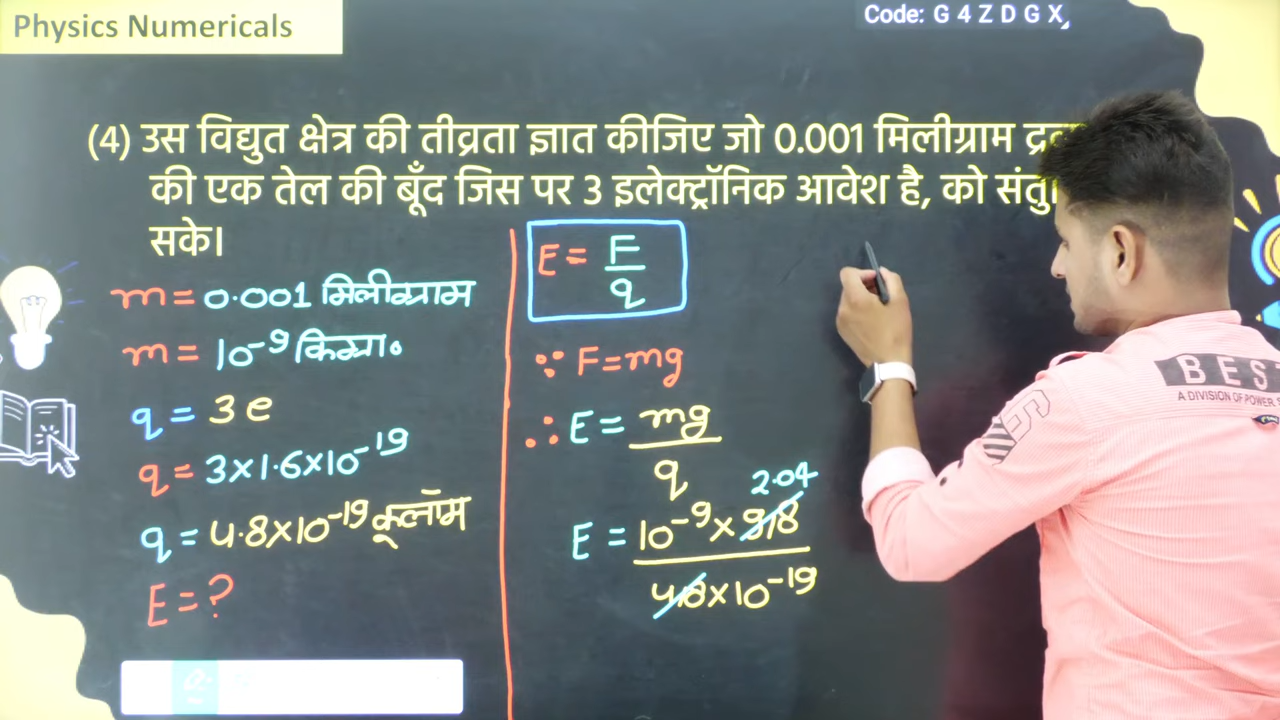 Physics Numericals
Code: G 4 Z D G X
(4) उस विद्युत क्षेत्र की तीव्रता ज्ञात कीजिए जो 0.001 मिलीग्राम
की एक तेल की बूँद जिस पर 3 इलेक्ट्रॉनिक आवेश है, को
सके।
m = 0.001 मिलीग्राम
m = 10⁻⁹ किग्रा०
q = 3e
q = 3×1.6×10⁻¹⁹
q = 4.8×10⁻¹⁹ कूलॉम
E = ?
E = F/q
∵ F=mg
∴ E = mg/q
2.04
E = 10⁻⁹×9.8
4.8×10⁻¹⁹
BEST
A DIVISION OF POWER